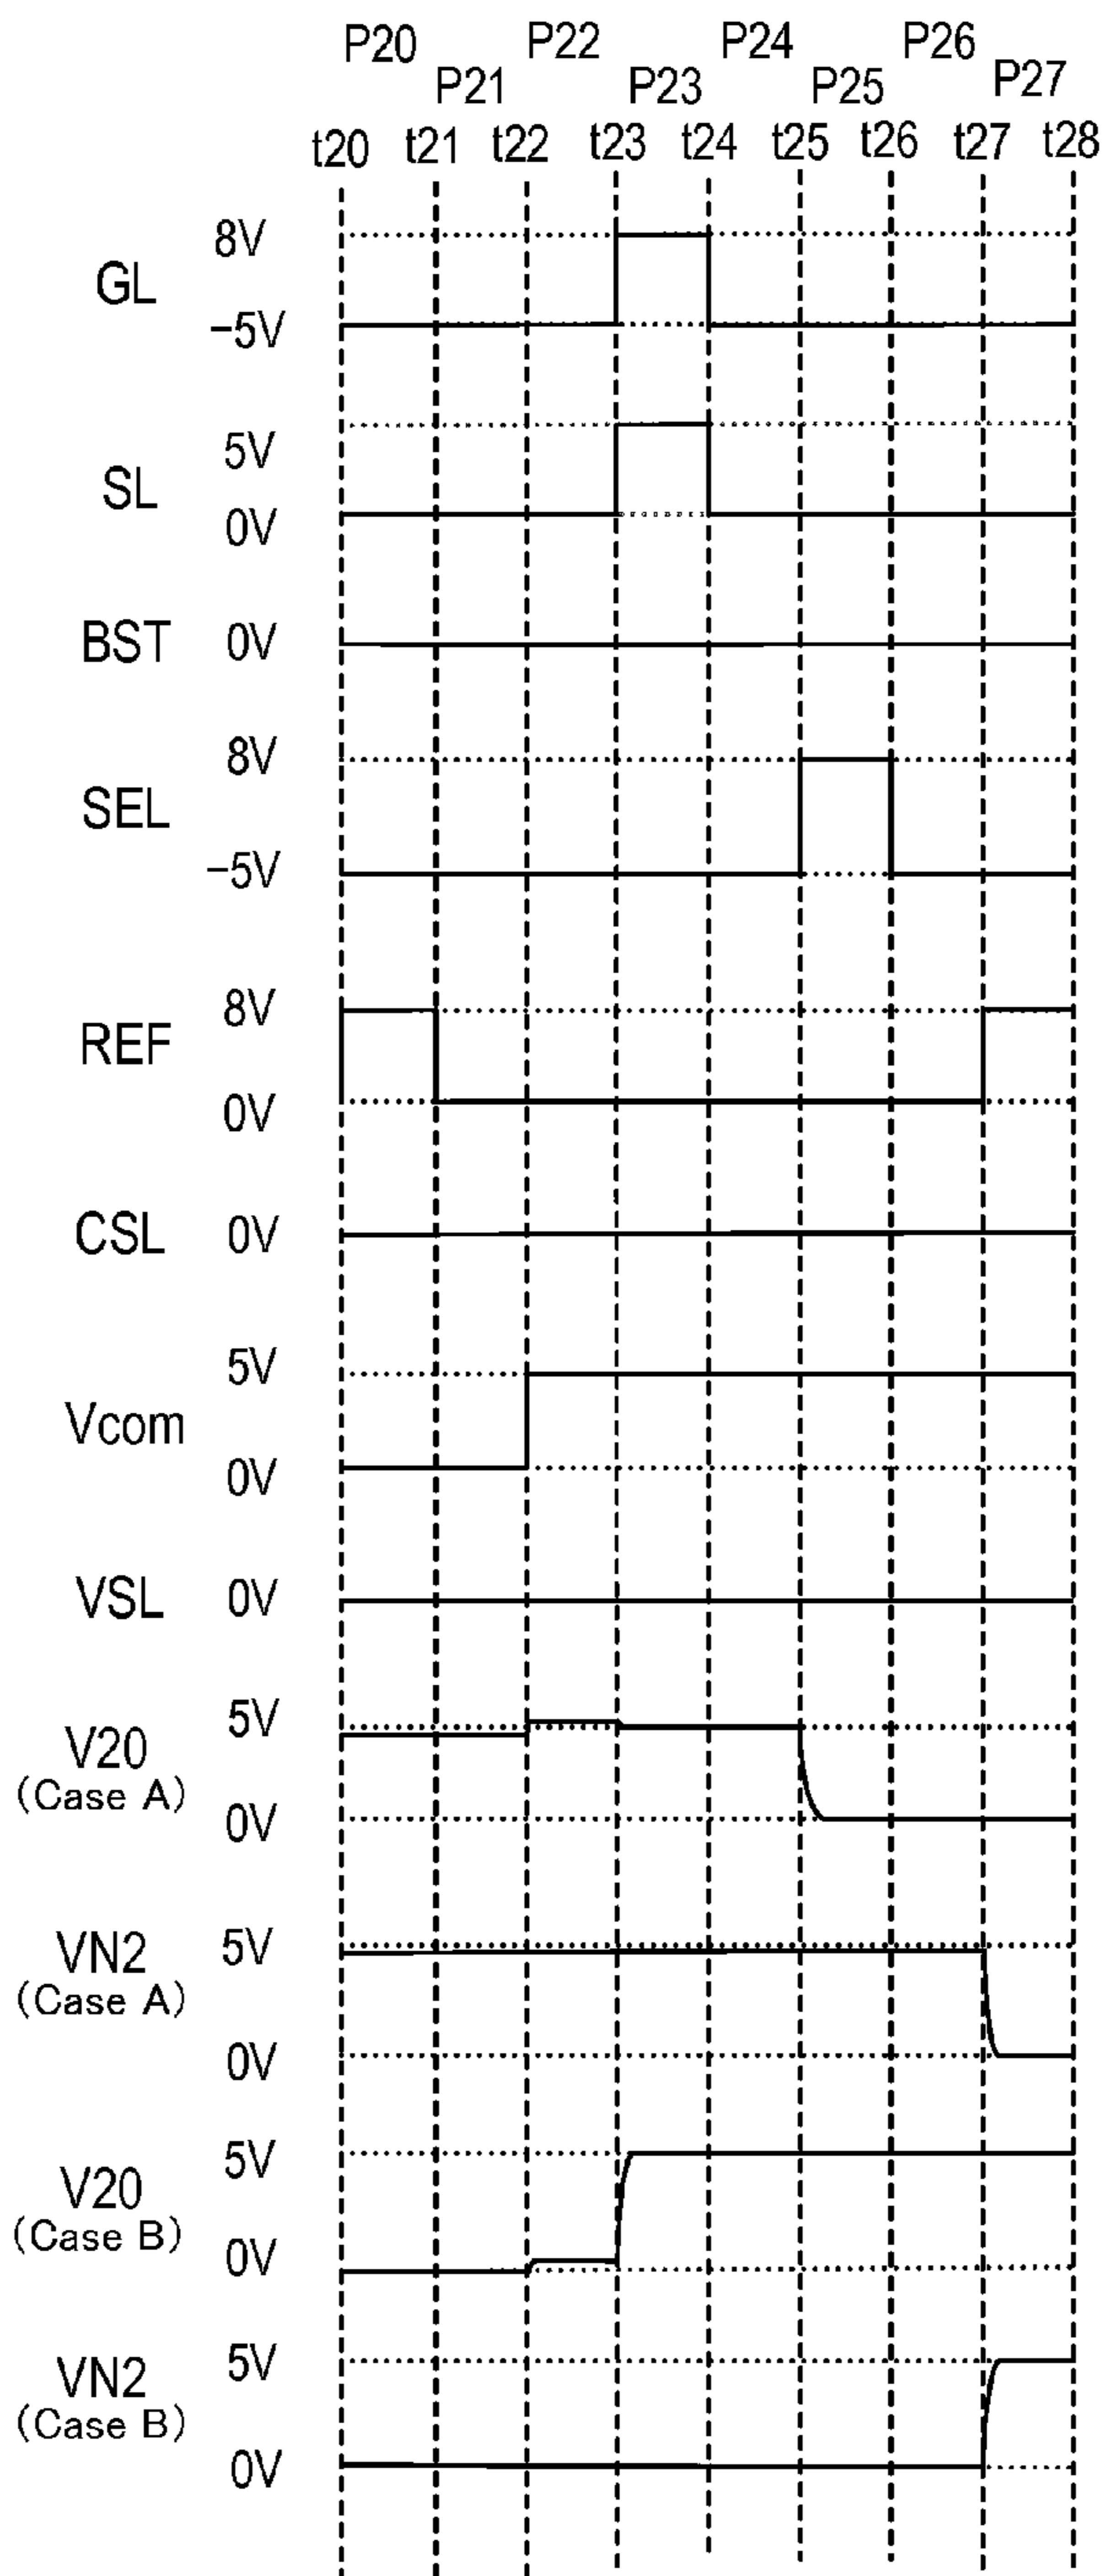 P20 P22 P24 P26
P21 P23 P25 P27
t20 t21 t22 t23 t24 t25 t26 t27 t28
8V
GL
−5V
5V
SL
0V
BST 0V
8V
SEL
−5V
8V
REF
0V
CSL 0V
5V
Vcom
0V
VSL 0V
5V
V20
(Case A)
0V
5V
VN2
(Case A)
0V
5V
V20
(Case B)
0V
5V
VN2
(Case B)
0V